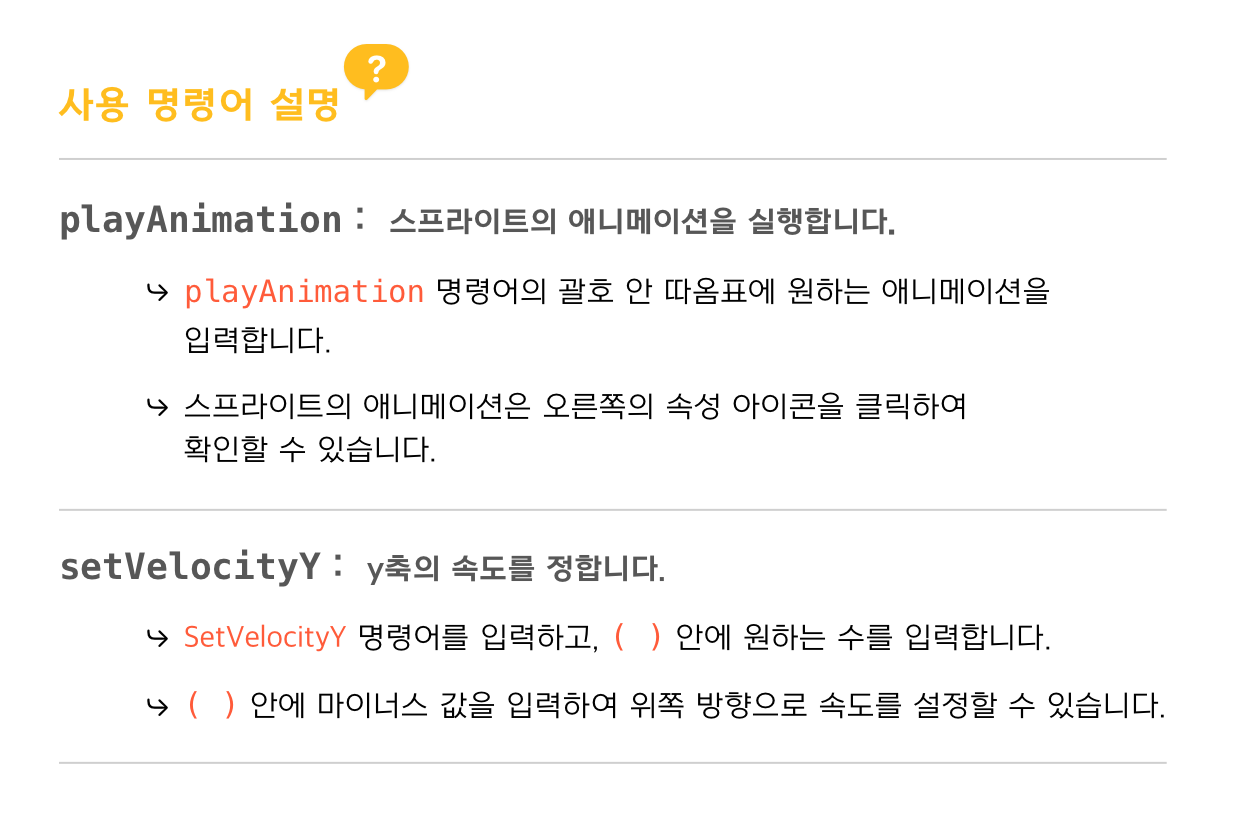 사용 명령어 설명 ?
playAnimation : 스프라이트의 애니메이션을 실행합니다.
↪ playAnimation 명령어의 괄호 안 따옴표에 원하는 애니메이션을
입력합니다.
↪ 스프라이트의 애니메이션은 오른쪽의 속성 아이콘을 클릭하여
확인할 수 있습니다.
setVelocityY : y축의 속도를 정합니다.
↪ SetVelocityY 명령어를 입력하고, ( ) 안에 원하는 수를 입력합니다.
↪ ( ) 안에 마이너스 값을 입력하여 위쪽 방향으로 속도를 설정할 수 있습니다.